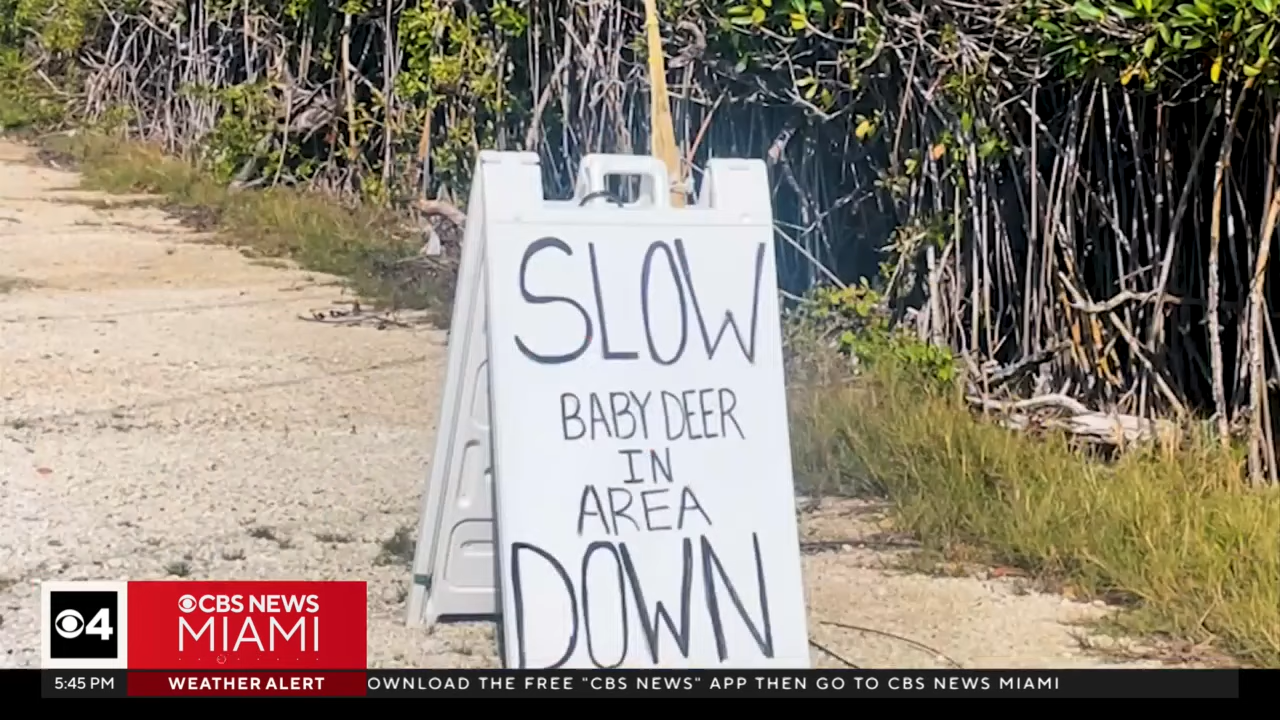 SLOW
BABY DEER
IN
AREA
DOWN
4
CBS NEWS
MIAMI
5:45 PM
WEATHER ALERT
OWNLOAD THE FREE "CBS NEWS" APP THEN GO TO CBS NEWS MIAMI